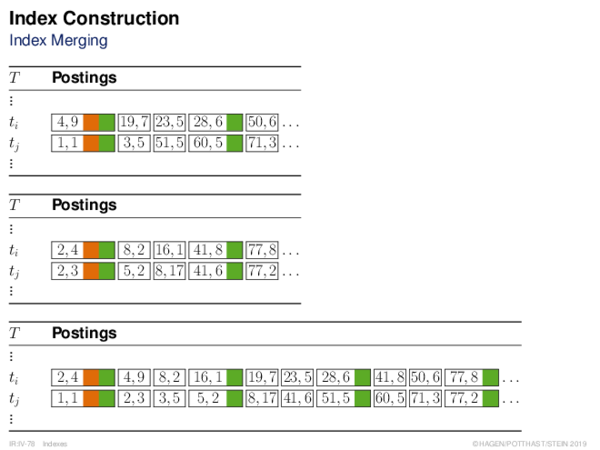 Index Construction
Index Merging
T Postings
⋮
t_i 4, 9 19, 7 23, 5 28, 6 50, 6 ...
t_j 1, 1 3, 5 51, 5 60, 5 71, 3 ...
⋮
T Postings
⋮
t_i 2, 4 8, 2 16, 1 41, 8 77, 8 ...
t_j 2, 3 5, 2 8, 17 41, 6 77, 2 ...
⋮
T Postings
⋮
t_i 2, 4 4, 9 8, 2 16, 1 19, 7 23, 5 28, 6 41, 8 50, 6 77, 8 ...
t_j 1, 1 2, 3 3, 5 5, 2 8, 17 41, 6 51, 5 60, 5 71, 3 77, 2 ...
⋮
IR:IV-78 Indexes ©HAGEN/POTTHAST/STEIN 2019